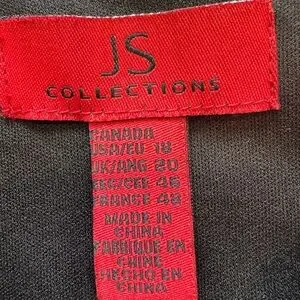 JS
COLLECTIONS
CANADA
USA/EU 18
UK/ANG 20
46
FRANCE 48
MADE IN
CHINA
FABRIQUE EN
CHINE
HECHO EN
CHINA